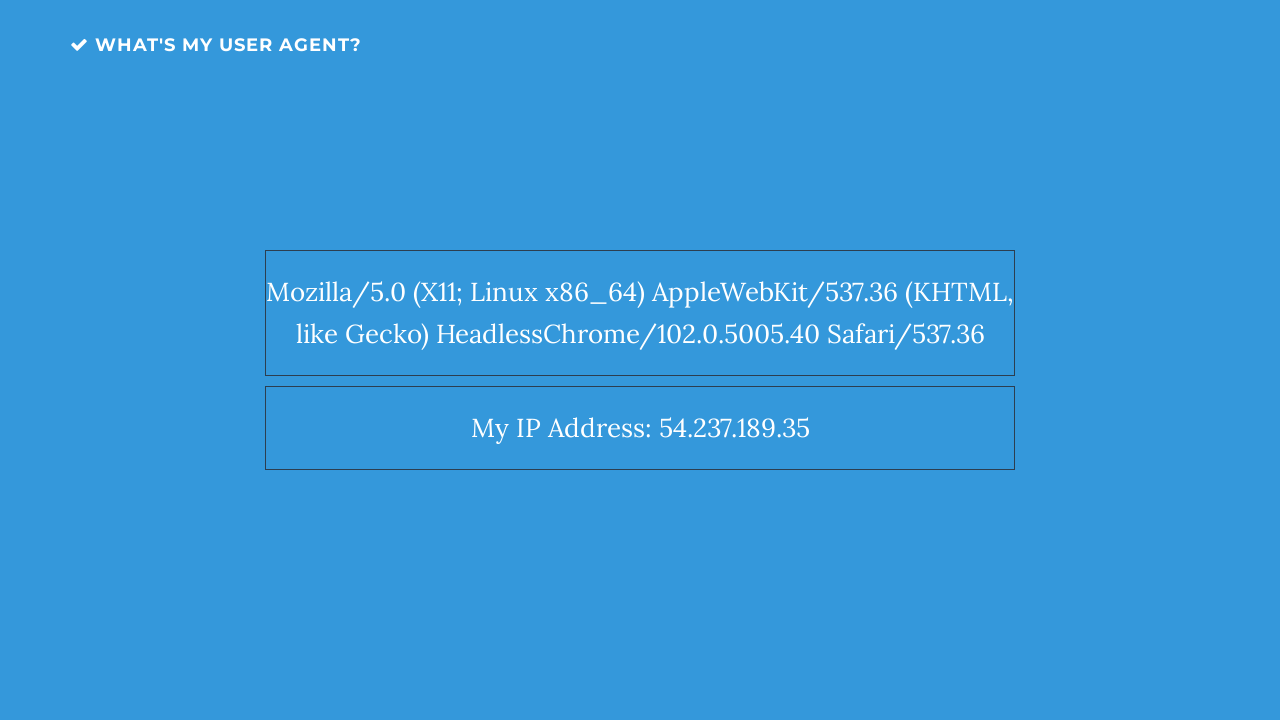 WHAT'S MY USER AGENT?
Mozilla/5.0 (X11; Linux x86_64) AppleWebKit/537.36 (KHTML,
like Gecko) HeadlessChrome/102.0.5005.40 Safari/537.36
My IP Address: 54.237.189.35